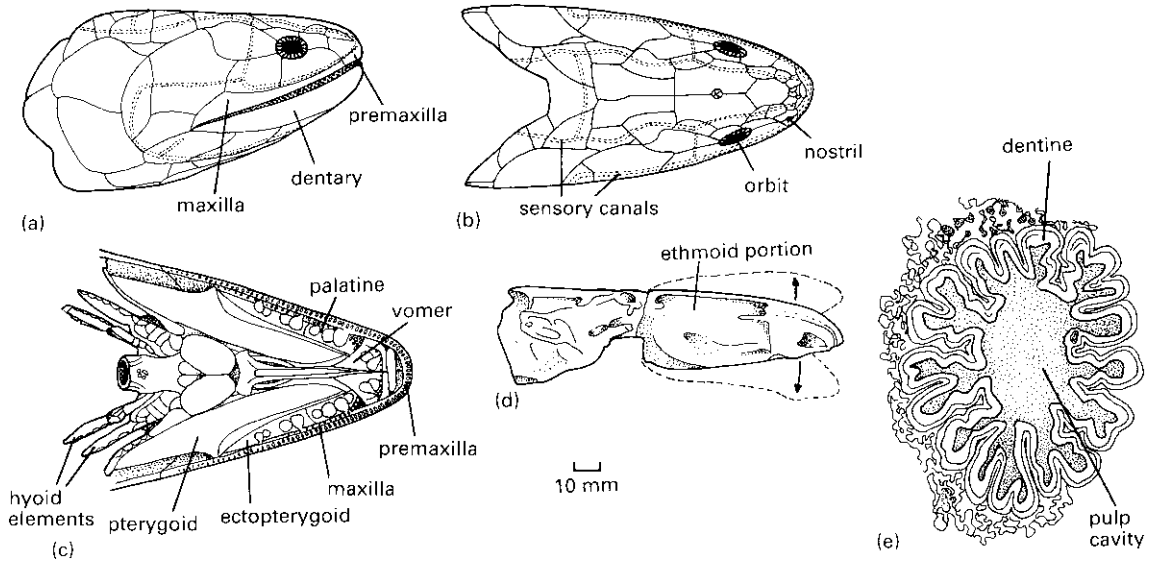 premaxilla
dentary
maxilla
(a)
nostril
orbit
sensory canals
(b)
palatine
vomer
premaxilla
maxilla
ectopterygoid
pterygoid
hyoid
elements
(c)
ethmoid portion
(d)
10 mm
dentine
pulp
cavity
(e)